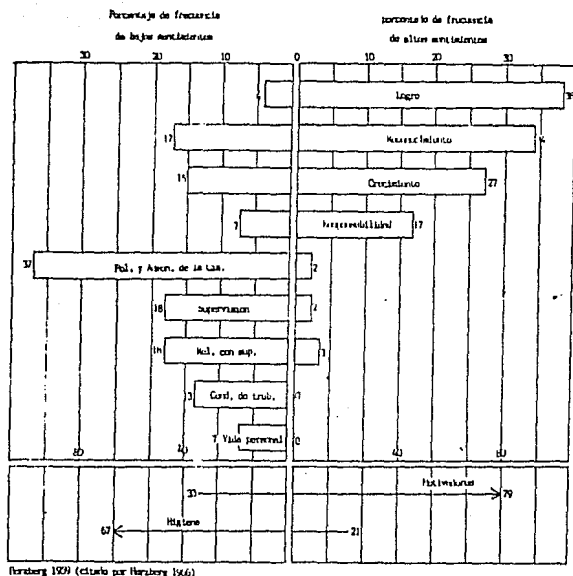 Porcentaje de frecuencia
de bajos sentimientos
porcentaje de frecuencia
de altos sentimientos
30 20 10 0 10 20 30
Logro
17 Reconocimiento
15 Crecimiento 27
7 Responsabilidad 17
37 Pol. y Admon. de la Cía. 2
18 Supervision 2
Rel. con sup. 3
Cond. de trab.
7 Vida personal 0
60 40 40 60
33 Motivadores 79
67 Higiene 21
Herzberg 1959 (citado por Herzberg 1966)